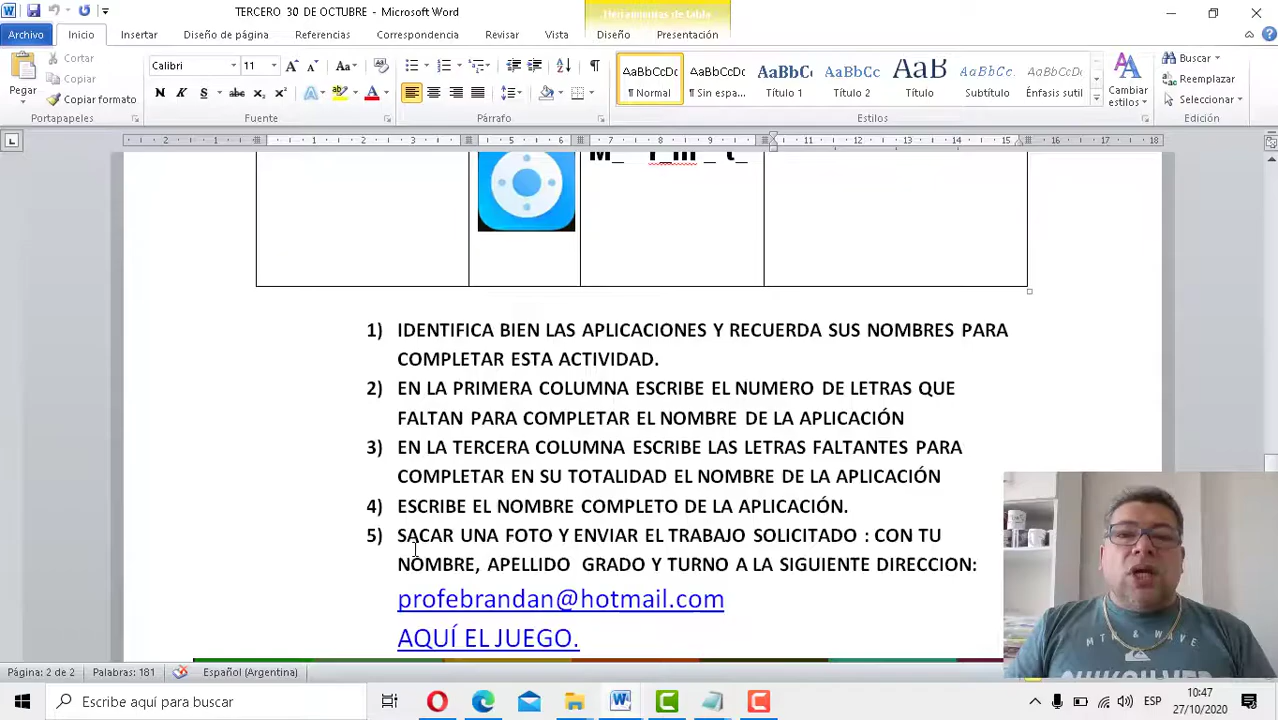 TERCERO 30 DE OCTUBRE - Microsoft Word
Herramientas de tabla
Archivo Inicio Insertar Diseño de página Referencias Correspondencia Revisar Vista Diseño Presentación
Pegar
Cortar
Copiar
Copiar formato
Portapapeles
Calibri 11
Fuente
Párrafo
AaBbCcDc
¶ Normal
AaBbCcDc
¶ Sin espa...
AaBbC
Título 1
AaBbCc
Título 2
AaB
Título
AaBbCc.
Subtítulo
AaBbCcDc
Énfasis sutil
Cambiar estilos
Estilos
Buscar
Reemplazar
Seleccionar
Edición
1) IDENTIFICA BIEN LAS APLICACIONES Y RECUERDA SUS NOMBRES PARA
COMPLETAR ESTA ACTIVIDAD.
2) EN LA PRIMERA COLUMNA ESCRIBE EL NUMERO DE LETRAS QUE
FALTAN PARA COMPLETAR EL NOMBRE DE LA APLICACIÓN
3) EN LA TERCERA COLUMNA ESCRIBE LAS LETRAS FALTANTES PARA
COMPLETAR EN SU TOTALIDAD EL NOMBRE DE LA APLICACIÓN
4) ESCRIBE EL NOMBRE COMPLETO DE LA APLICACIÓN.
5) SACAR UNA FOTO Y ENVIAR EL TRABAJO SOLICITADO : CON TU
NOMBRE, APELLIDO GRADO Y TURNO A LA SIGUIENTE DIRECCION:
profebrandan@hotmail.com
AQUÍ EL JUEGO.
Página: 2 de 2 Palabras: 181 Español (Argentina)
Escribe aquí para buscar
ESP
10:47
27/10/2020